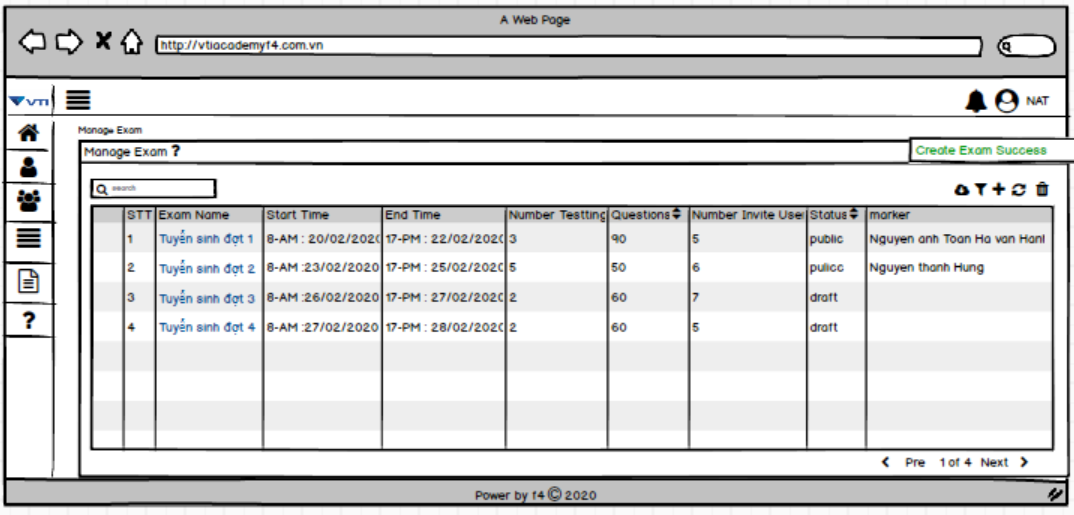 A Web Page
http://vtiacademyf4.com.vn
VTI
NAT
Manage Exam
Manage Exam ?
Create Exam Success
search
STT Exam Name Start Time End Time Number Testting Questions Number Invite User Status marker
1 Tuyển sinh đợt 1 8-AM : 20/02/2020 17-PM : 22/02/2020 3 90 5 public Nguyen anh Toan Ha van Hanl
2 Tuyển sinh đợt 2 8-AM :23/02/2020 17-PM : 25/02/2020 5 50 6 pulicc Nguyen thanh Hung
3 Tuyển sinh đợt 3 8-AM :26/02/2020 17-PM : 27/02/2020 2 60 7 draft
4 Tuyển sinh đợt 4 8-AM :27/02/2020 17-PM : 28/02/2020 2 60 5 draft
?
< Pre 1 of 4 Next >
Power by f4 © 2020